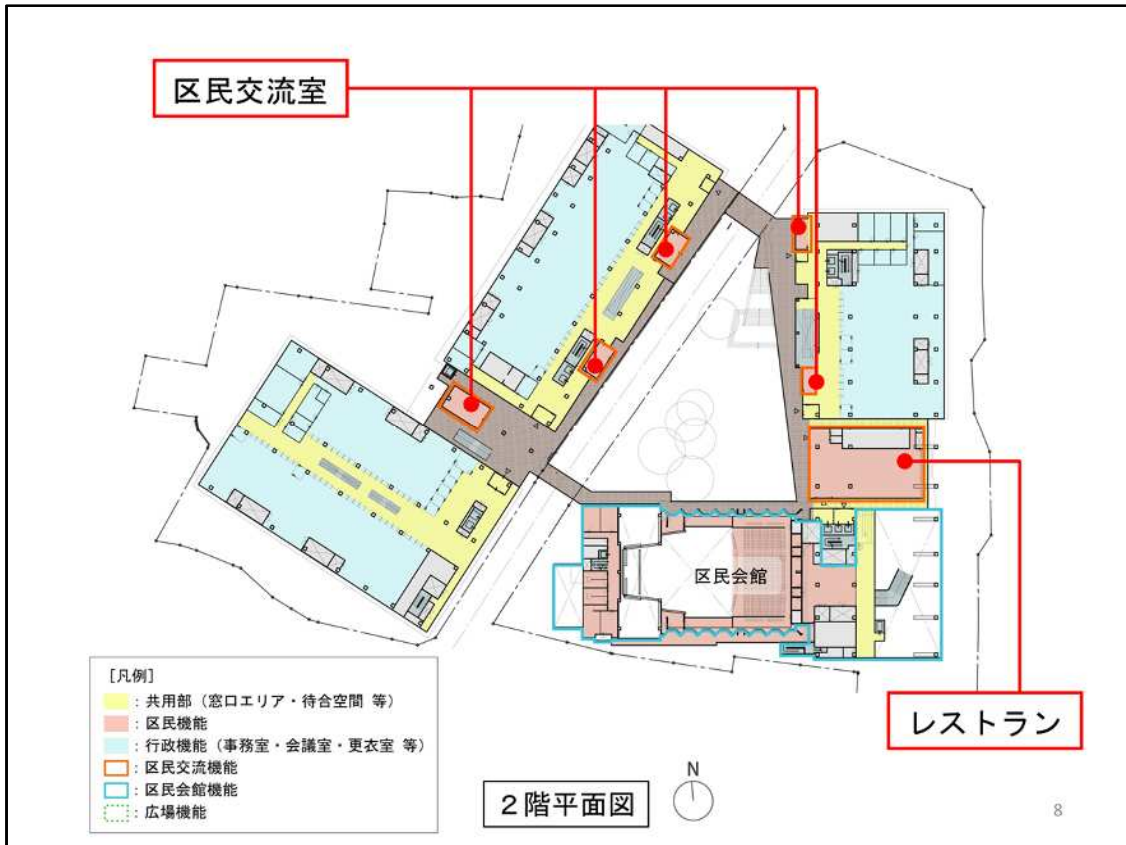 区民交流室
区民会館
レストラン
[凡例]
：共用部（窓口エリア・待合空間 等）
：区民機能
：行政機能（事務室・会議室・更衣室 等）
：区民交流機能
：区民会館機能
：広場機能
２階平面図
N
8